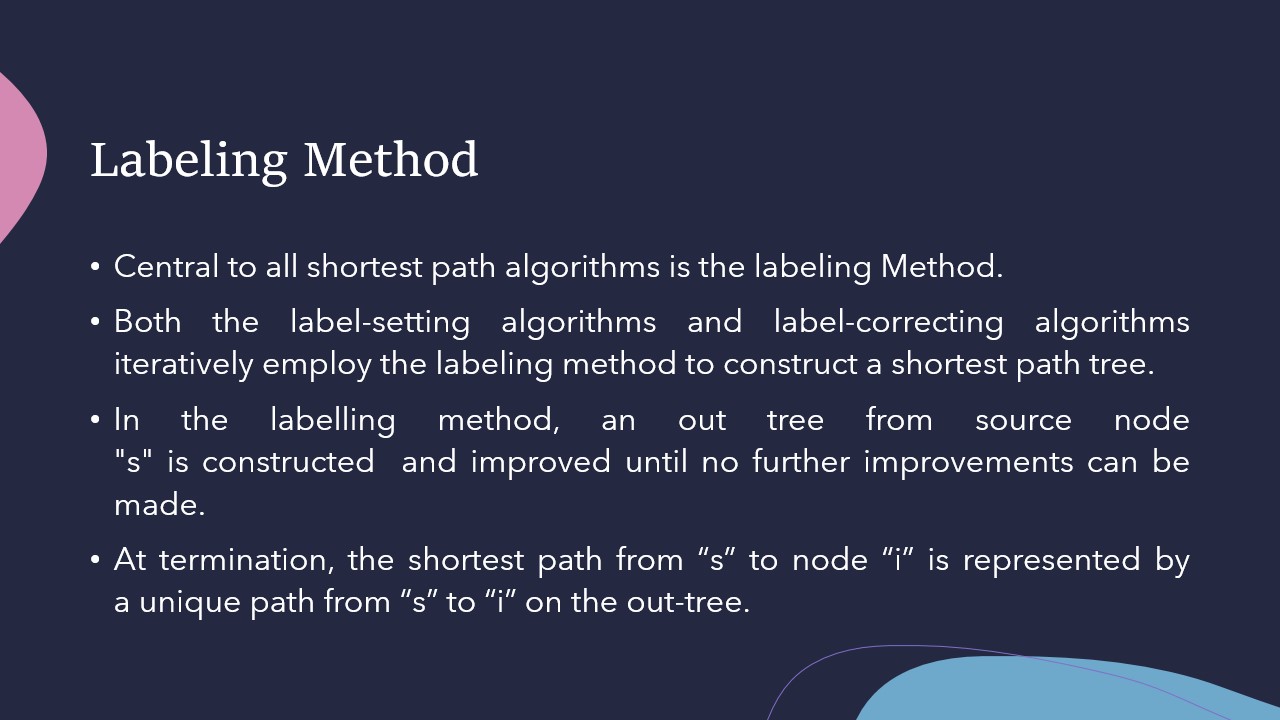 Labeling Method
• Central to all shortest path algorithms is the labeling Method.
• Both the label-setting algorithms and label-correcting algorithms
iteratively employ the labeling method to construct a shortest path tree.
• In the labelling method, an out tree from source node
"s" is constructed  and improved until no further improvements can be
made.
• At termination, the shortest path from “s” to node “i” is represented by
a unique path from “s” to “i” on the out-tree.